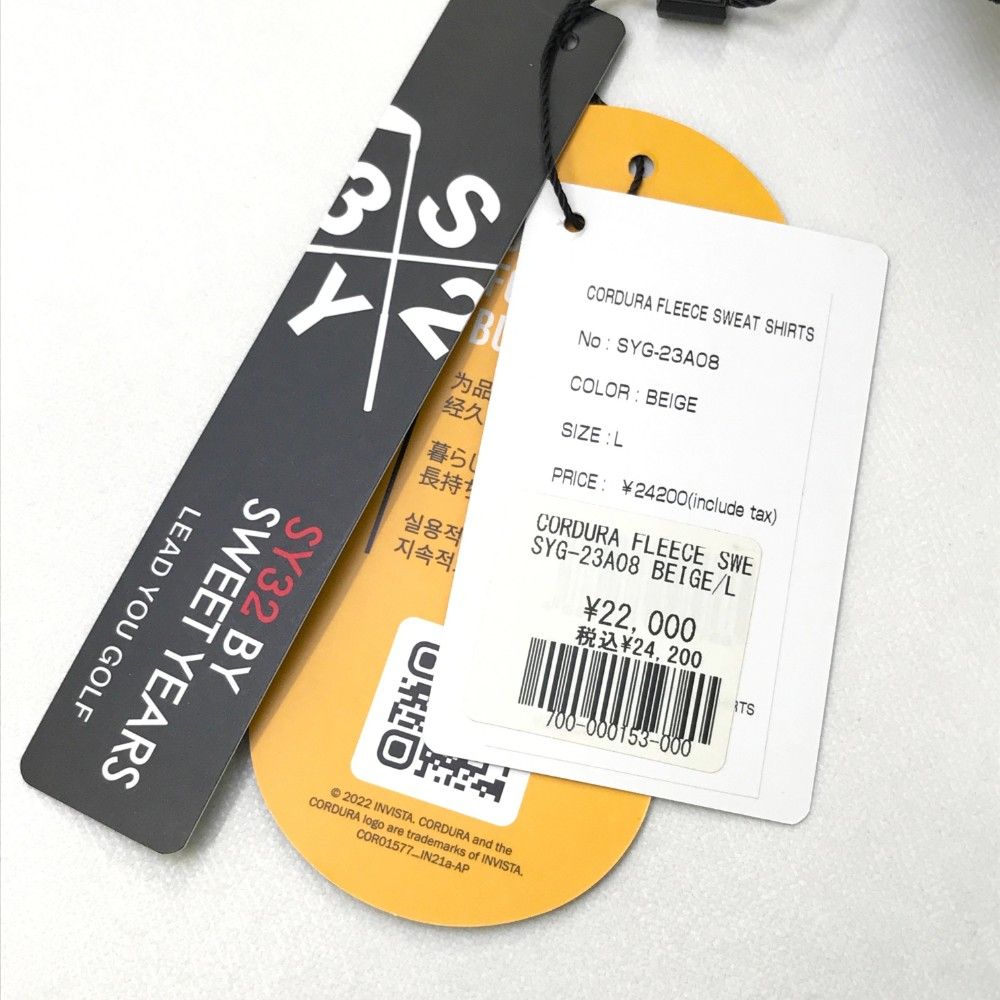 S
3
2
Y
SY32 BY
SWEET YEARS
LEAD YOU GOLF
为品
经久
暮らし
長持ち
실용적
지속적
© 2022 INVISTA. CORDURA and the
CORDURA logo are trademarks of INVISTA.
COR01577_IN21a-AP
CORDURA FLEECE SWEAT SHIRTS
No : SYG-23A08
COLOR : BEIGE
SIZE : L
PRICE : ¥24200(include tax)
CORDURA FLEECE SWE
SYG-23A08 BEIGE/L
¥22,000
税込¥24,200
700-000153-000
RTS